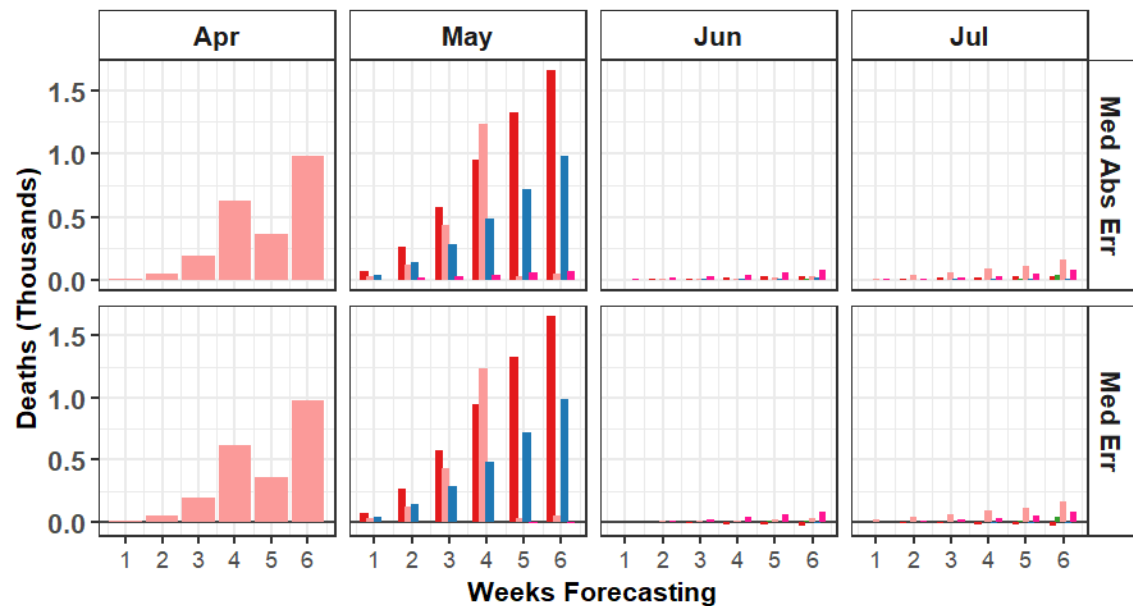 Apr May Jun Jul
1.5
1.0
0.5
0.0
Med Abs Err
1.5
1.0
0.5
0.0
Med Err
Deaths (Thousands)
1 2 3 4 5 6 1 2 3 4 5 6 1 2 3 4 5 6 1 2 3 4 5 6
Weeks Forecasting